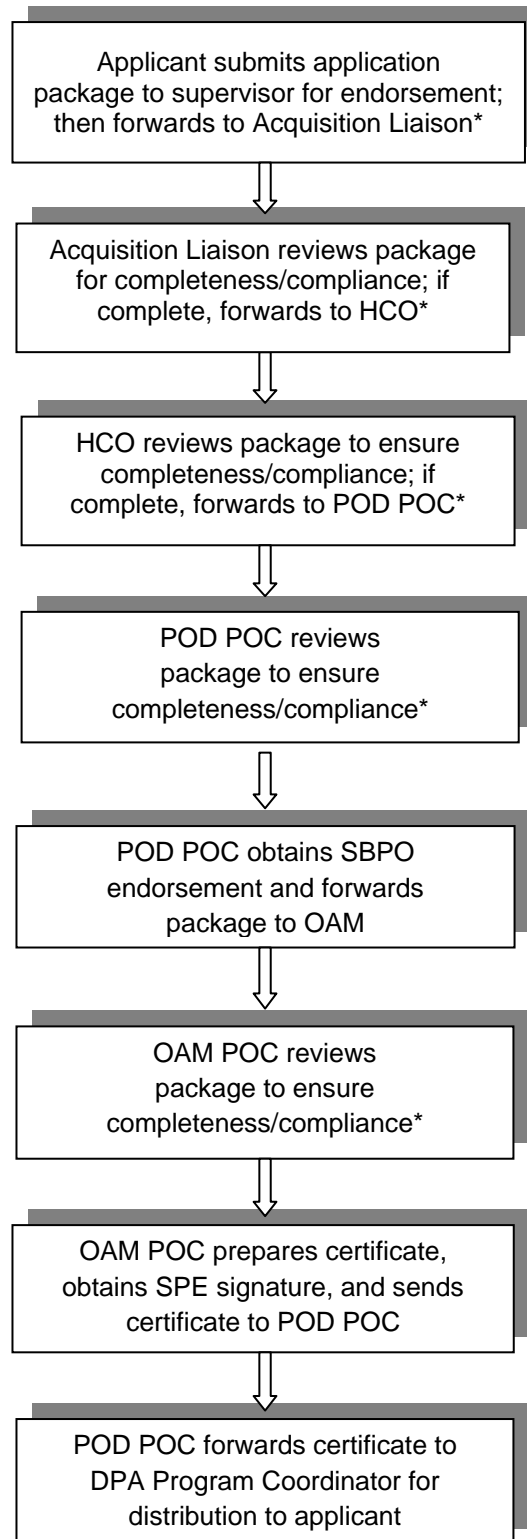 Applicant submits application
package to supervisor for endorsement;
then forwards to Acquisition Liaison*
Acquisition Liaison reviews package
for completeness/compliance; if
complete, forwards to HCO*
HCO reviews package to ensure
completeness/compliance; if
complete, forwards to POD POC*
POD POC reviews
package to ensure
completeness/compliance*
POD POC obtains SBPO
endorsement and forwards
package to OAM
OAM POC reviews
package to ensure
completeness/compliance*
OAM POC prepares certificate,
obtains SPE signature, and sends
certificate to POD POC
POD POC forwards certificate to
DPA Program Coordinator for
distribution to applicant